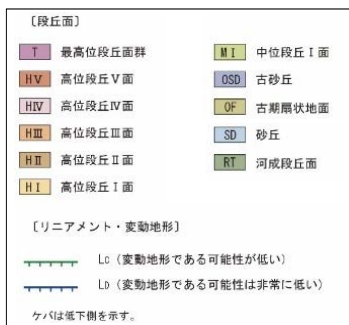 〔段丘面〕
T 最高位段丘面群
HⅤ 高位段丘Ⅴ面
HⅣ 高位段丘Ⅳ面
HⅢ 高位段丘Ⅲ面
HⅡ 高位段丘Ⅱ面
HⅠ 高位段丘Ⅰ面
MⅠ 中位段丘Ⅰ面
OSD 古砂丘
OF 古期扇状地面
SD 砂丘
RT 河成段丘面
〔リニアメント・変動地形〕
LC (変動地形である可能性が低い)
LD (変動地形である可能性は非常に低い)
ケバは低下側を示す。